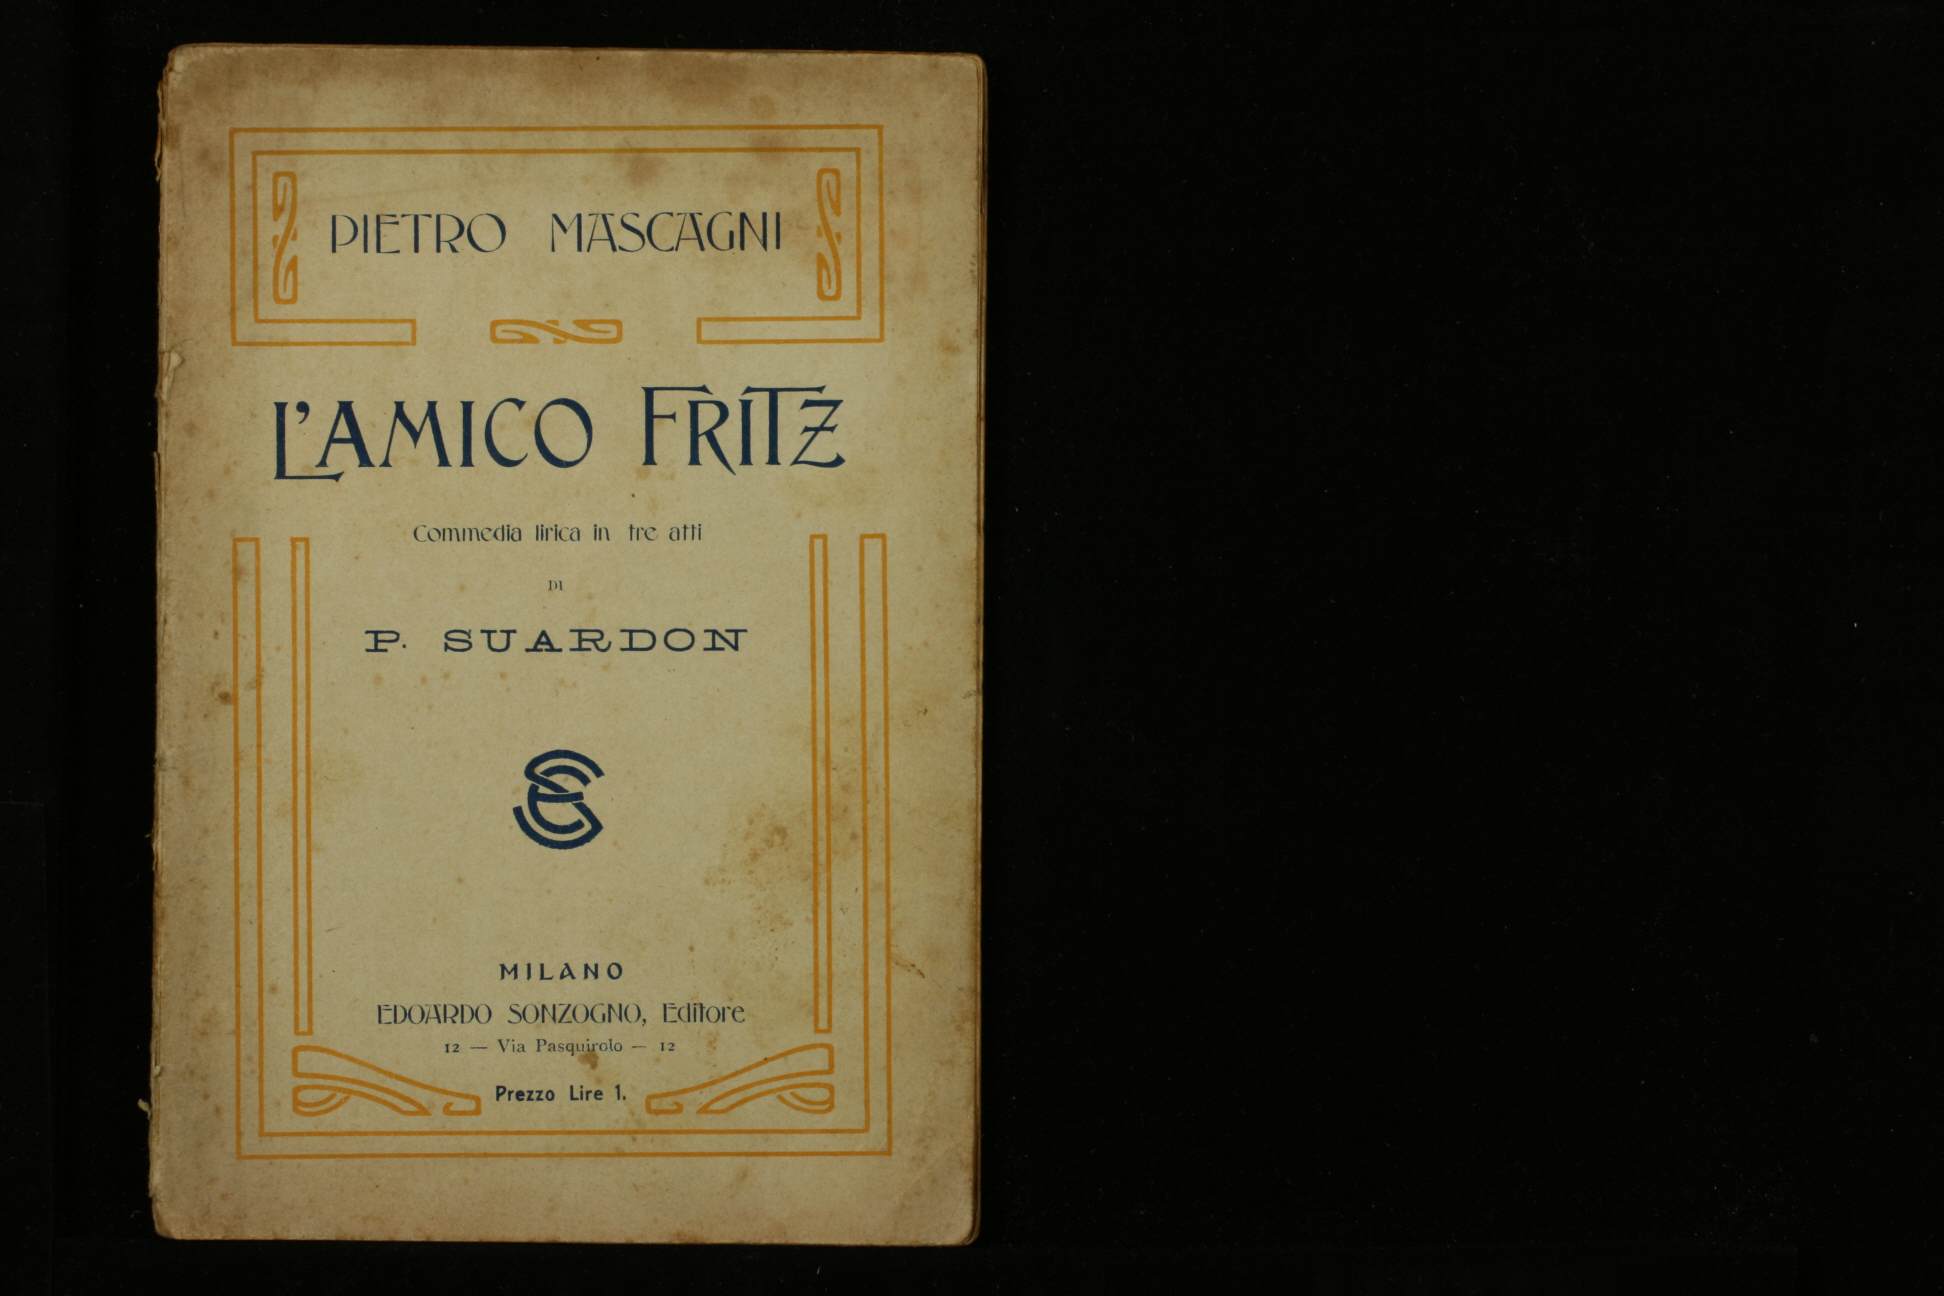 PIETRO MASCAGNI
L'AMICO FRITZ
Commedia lirica in tre atti
DI
P. SUARDON
ES
MILANO
EDOARDO SONZOGNO, Editore
12 — Via Pasquirolo — 12
Prezzo Lire 1.